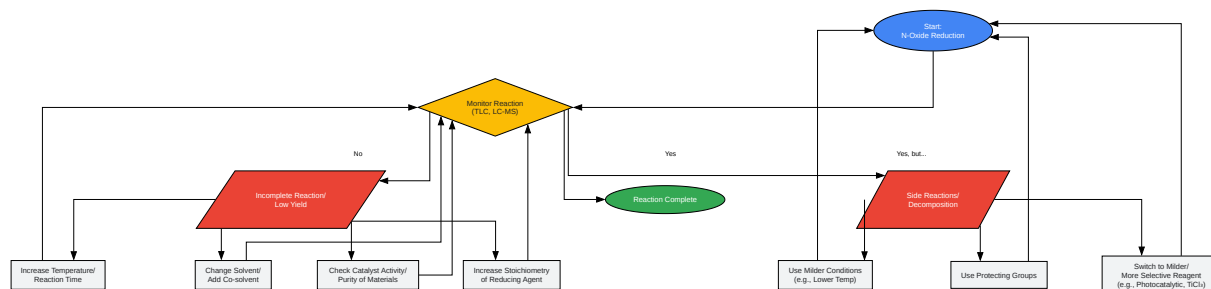 Start:
N-Oxide Reduction
Monitor Reaction
(TLC, LC-MS)
No
Yes
Yes, but...
Incomplete Reaction/
Low Yield
Reaction Complete
Side Reactions/
Decomposition
Increase Temperature/
Reaction Time
Change Solvent/
Add Co-solvent
Check Catalyst Activity/
Purity of Materials
Increase Stoichiometry
of Reducing Agent
Use Milder Conditions
(e.g., Lower Temp)
Use Protecting Groups
Switch to Milder/
More Selective Reagent
(e.g., Photocatalytic, TiCl₃)